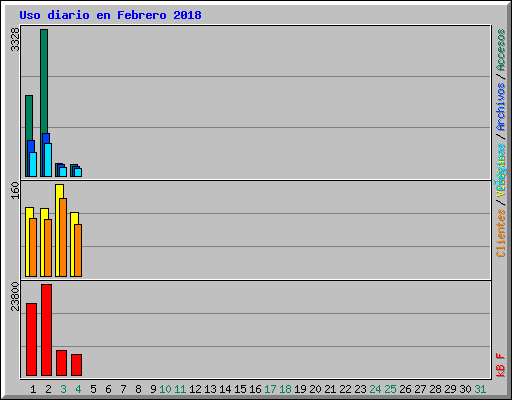 Uso diario en Febrero 2018
3328
160
23800
Clientes / / Archivos / Accesos
kB F
1 2 3 4 5 6 7 8 9 10 11 12 13 14 15 16 17 18 19 20 21 22 23 24 25 26 27 28 29 30 31